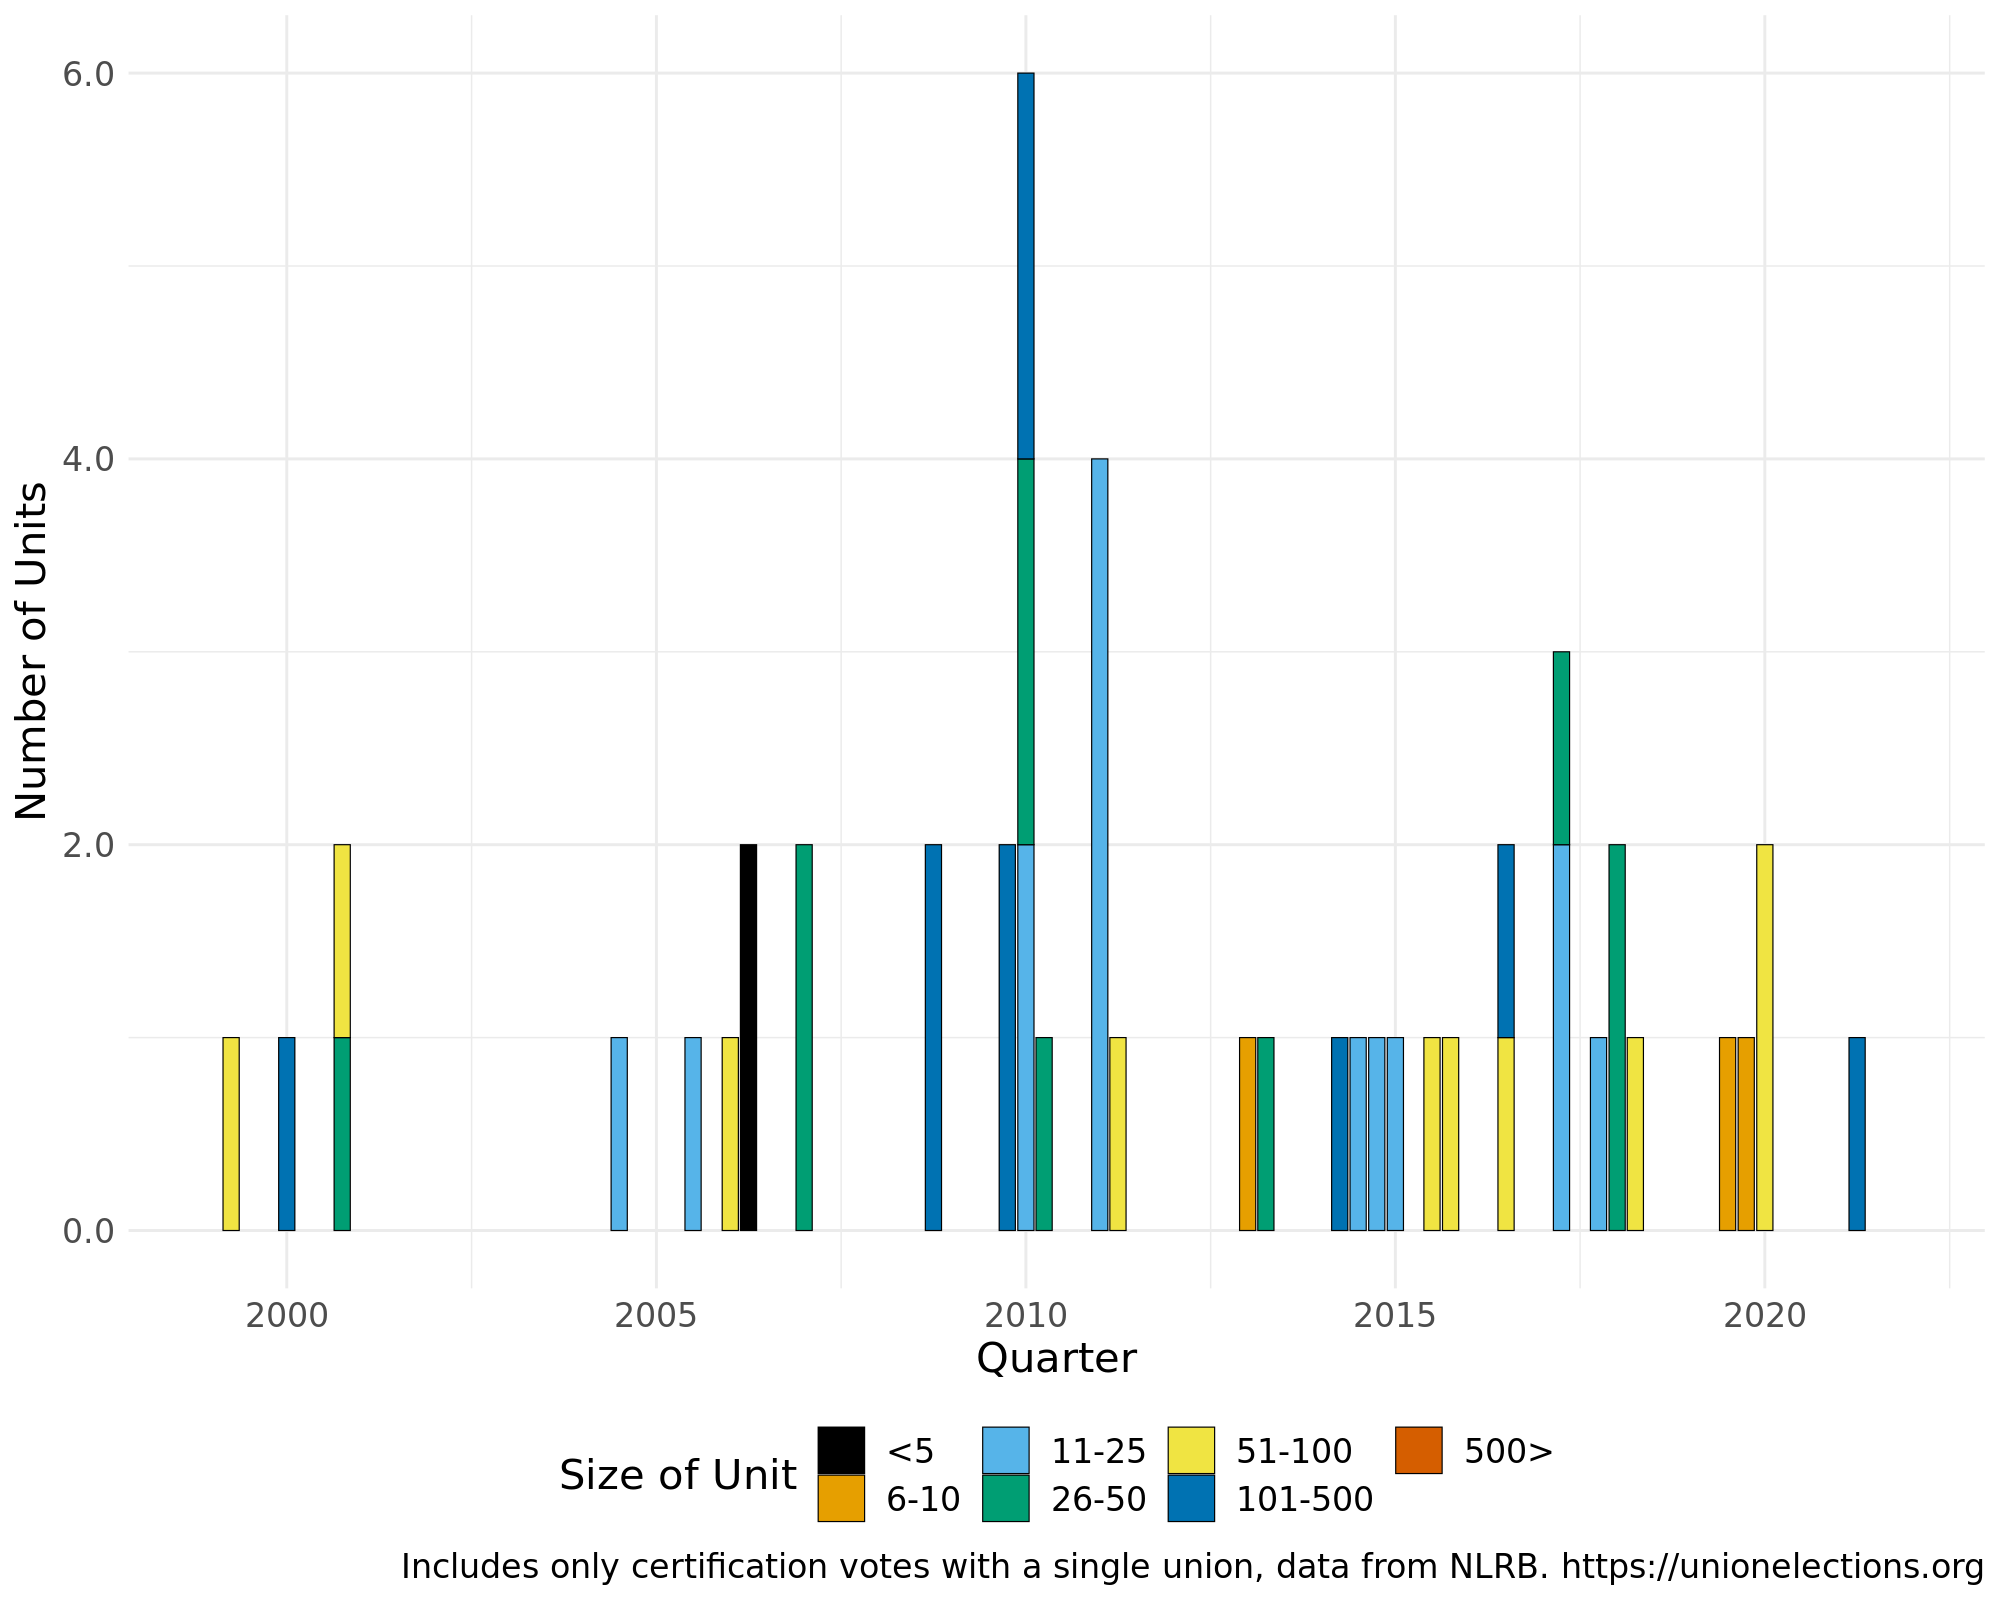 6.0
4.0
2.0
0.0
Number of Units
2000 2005 2010 2015 2020
Quarter
Size of Unit
<5 11-25 51-100 500>
6-10 26-50 101-500
Includes only certification votes with a single union, data from NLRB. https://unionelections.org